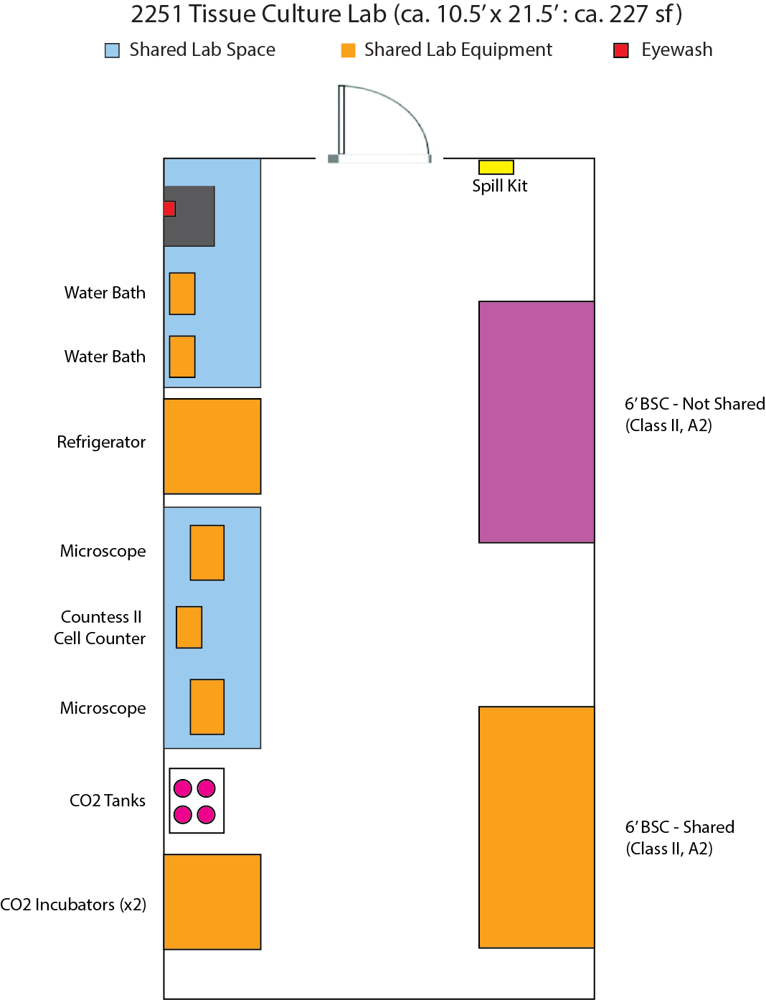 2251 Tissue Culture Lab (ca. 10.5’ x 21.5’ : ca. 227 sf)
Shared Lab Space
Shared Lab Equipment
Eyewash
Spill Kit
Water Bath
Water Bath
6’ BSC - Not Shared
(Class II, A2)
Refrigerator
Microscope
Countess II
Cell Counter
Microscope
CO2 Tanks
6’ BSC - Shared
(Class II, A2)
CO2 Incubators (x2)